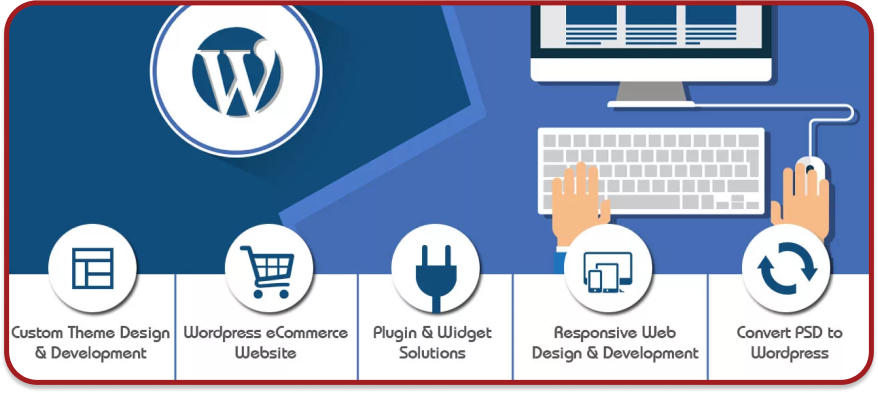 W
Custom Theme Design
& Development
Wordpress eCommerce
Website
Plugin & Widget
Solutions
Responsive Web
Design & Development
Convert PSD to
Wordpress